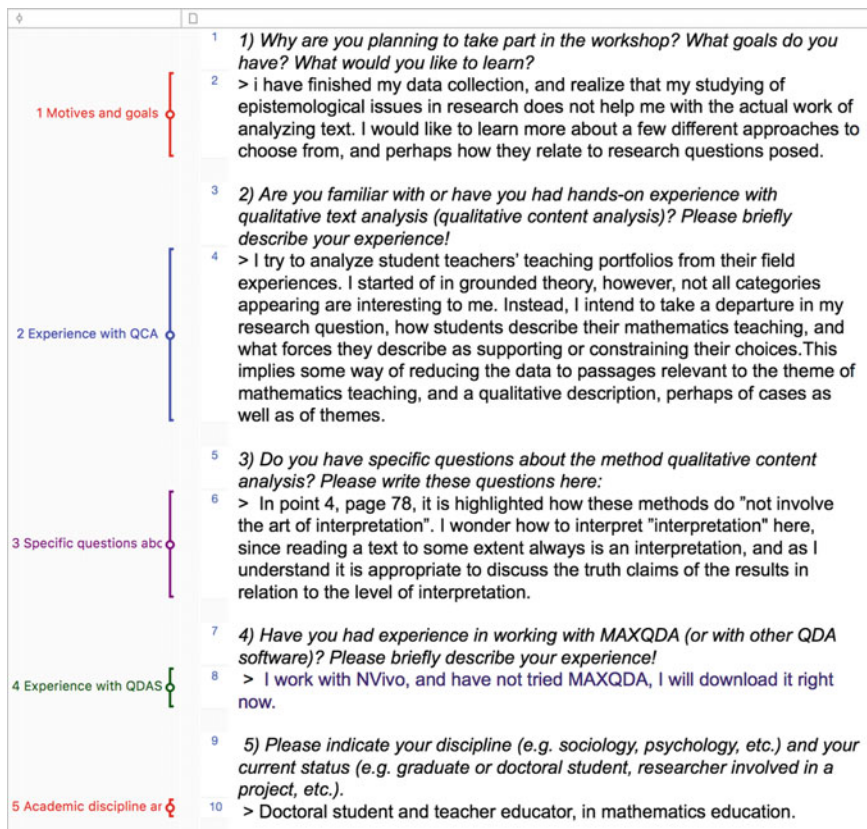 1 1) Why are you planning to take part in the workshop? What goals do you
have? What would you like to learn?
2 > i have finished my data collection, and realize that my studying of
epistemological issues in research does not help me with the actual work of
1 Motives and goals
analyzing text. I would like to learn more about a few different approaches to
choose from, and perhaps how they relate to research questions posed.
3 2) Are you familiar with or have you had hands-on experience with
qualitative text analysis (qualitative content analysis)? Please briefly
describe your experience!
4 > I try to analyze student teachers' teaching portfolios from their field
experiences. I started of in grounded theory, however, not all categories
appearing are interesting to me. Instead, I intend to take a departure in my
2 Experience with QCA
research question, how students describe their mathematics teaching, and
what forces they describe as supporting or constraining their choices.This
implies some way of reducing the data to passages relevant to the theme of
mathematics teaching, and a qualitative description, perhaps of cases as
well as of themes.
5 3) Do you have specific questions about the method qualitative content
analysis? Please write these questions here:
6 > In point 4, page 78, it is highlighted how these methods do "not involve
the art of interpretation". I wonder how to interpret "interpretation" here,
3 Specific questions abc
since reading a text to some extent always is an interpretation, and as I
understand it is appropriate to discuss the truth claims of the results in
relation to the level of interpretation.
7 4) Have you had experience in working with MAXQDA (or with other QDA
software)? Please briefly describe your experience!
4 Experience with QDAS
8 > I work with NVivo, and have not tried MAXQDA, I will download it right
now.
9 5) Please indicate your discipline (e.g. sociology, psychology, etc.) and your
current status (e.g. graduate or doctoral student, researcher involved in a
project, etc.).
5 Academic discipline ar
10 > Doctoral student and teacher educator, in mathematics education.